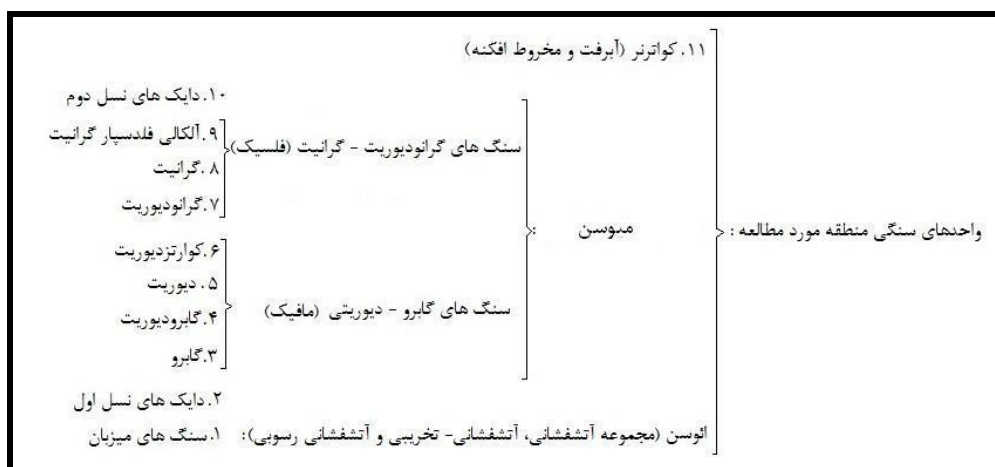 ۱۱. کواترنر (آبرفت و مخروط افکنه)
۱۰. دایک های نسل دوم
سنگ های گرانودیوریت - گرانیت (فلسیک)
۹. آلکالی فلدسپار گرانیت
۸. گرانیت
۷. گرانودیوریت
واحدهای سنگی منطقه مورد مطالعه :
میوسن :
سنگ های گابرو - دیوریتی (مافیک)
۶. کوارتزدیوریت
۵. دیوریت
۴. گابرودیوریت
۳. گابرو
۲. دایک های نسل اول
ائوسن (مجموعه آتشفشانی، آتشفشانی- تخریبی و آتشفشانی رسوبی): ۱. سنگ های میزبان